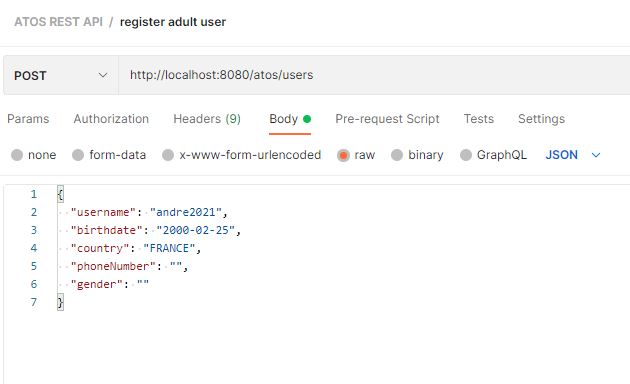 ATOS REST API / register adult user
POST http://localhost:8080/atos/users
Params Authorization Headers (9) Body Pre-request Script Tests Settings
none form-data x-www-form-urlencoded raw binary GraphQL JSON
1 {
2 "username": "andre2021",
3 "birthdate": "2000-02-25",
4 "country": "FRANCE",
5 "phoneNumber": "",
6 "gender": ""
7 }